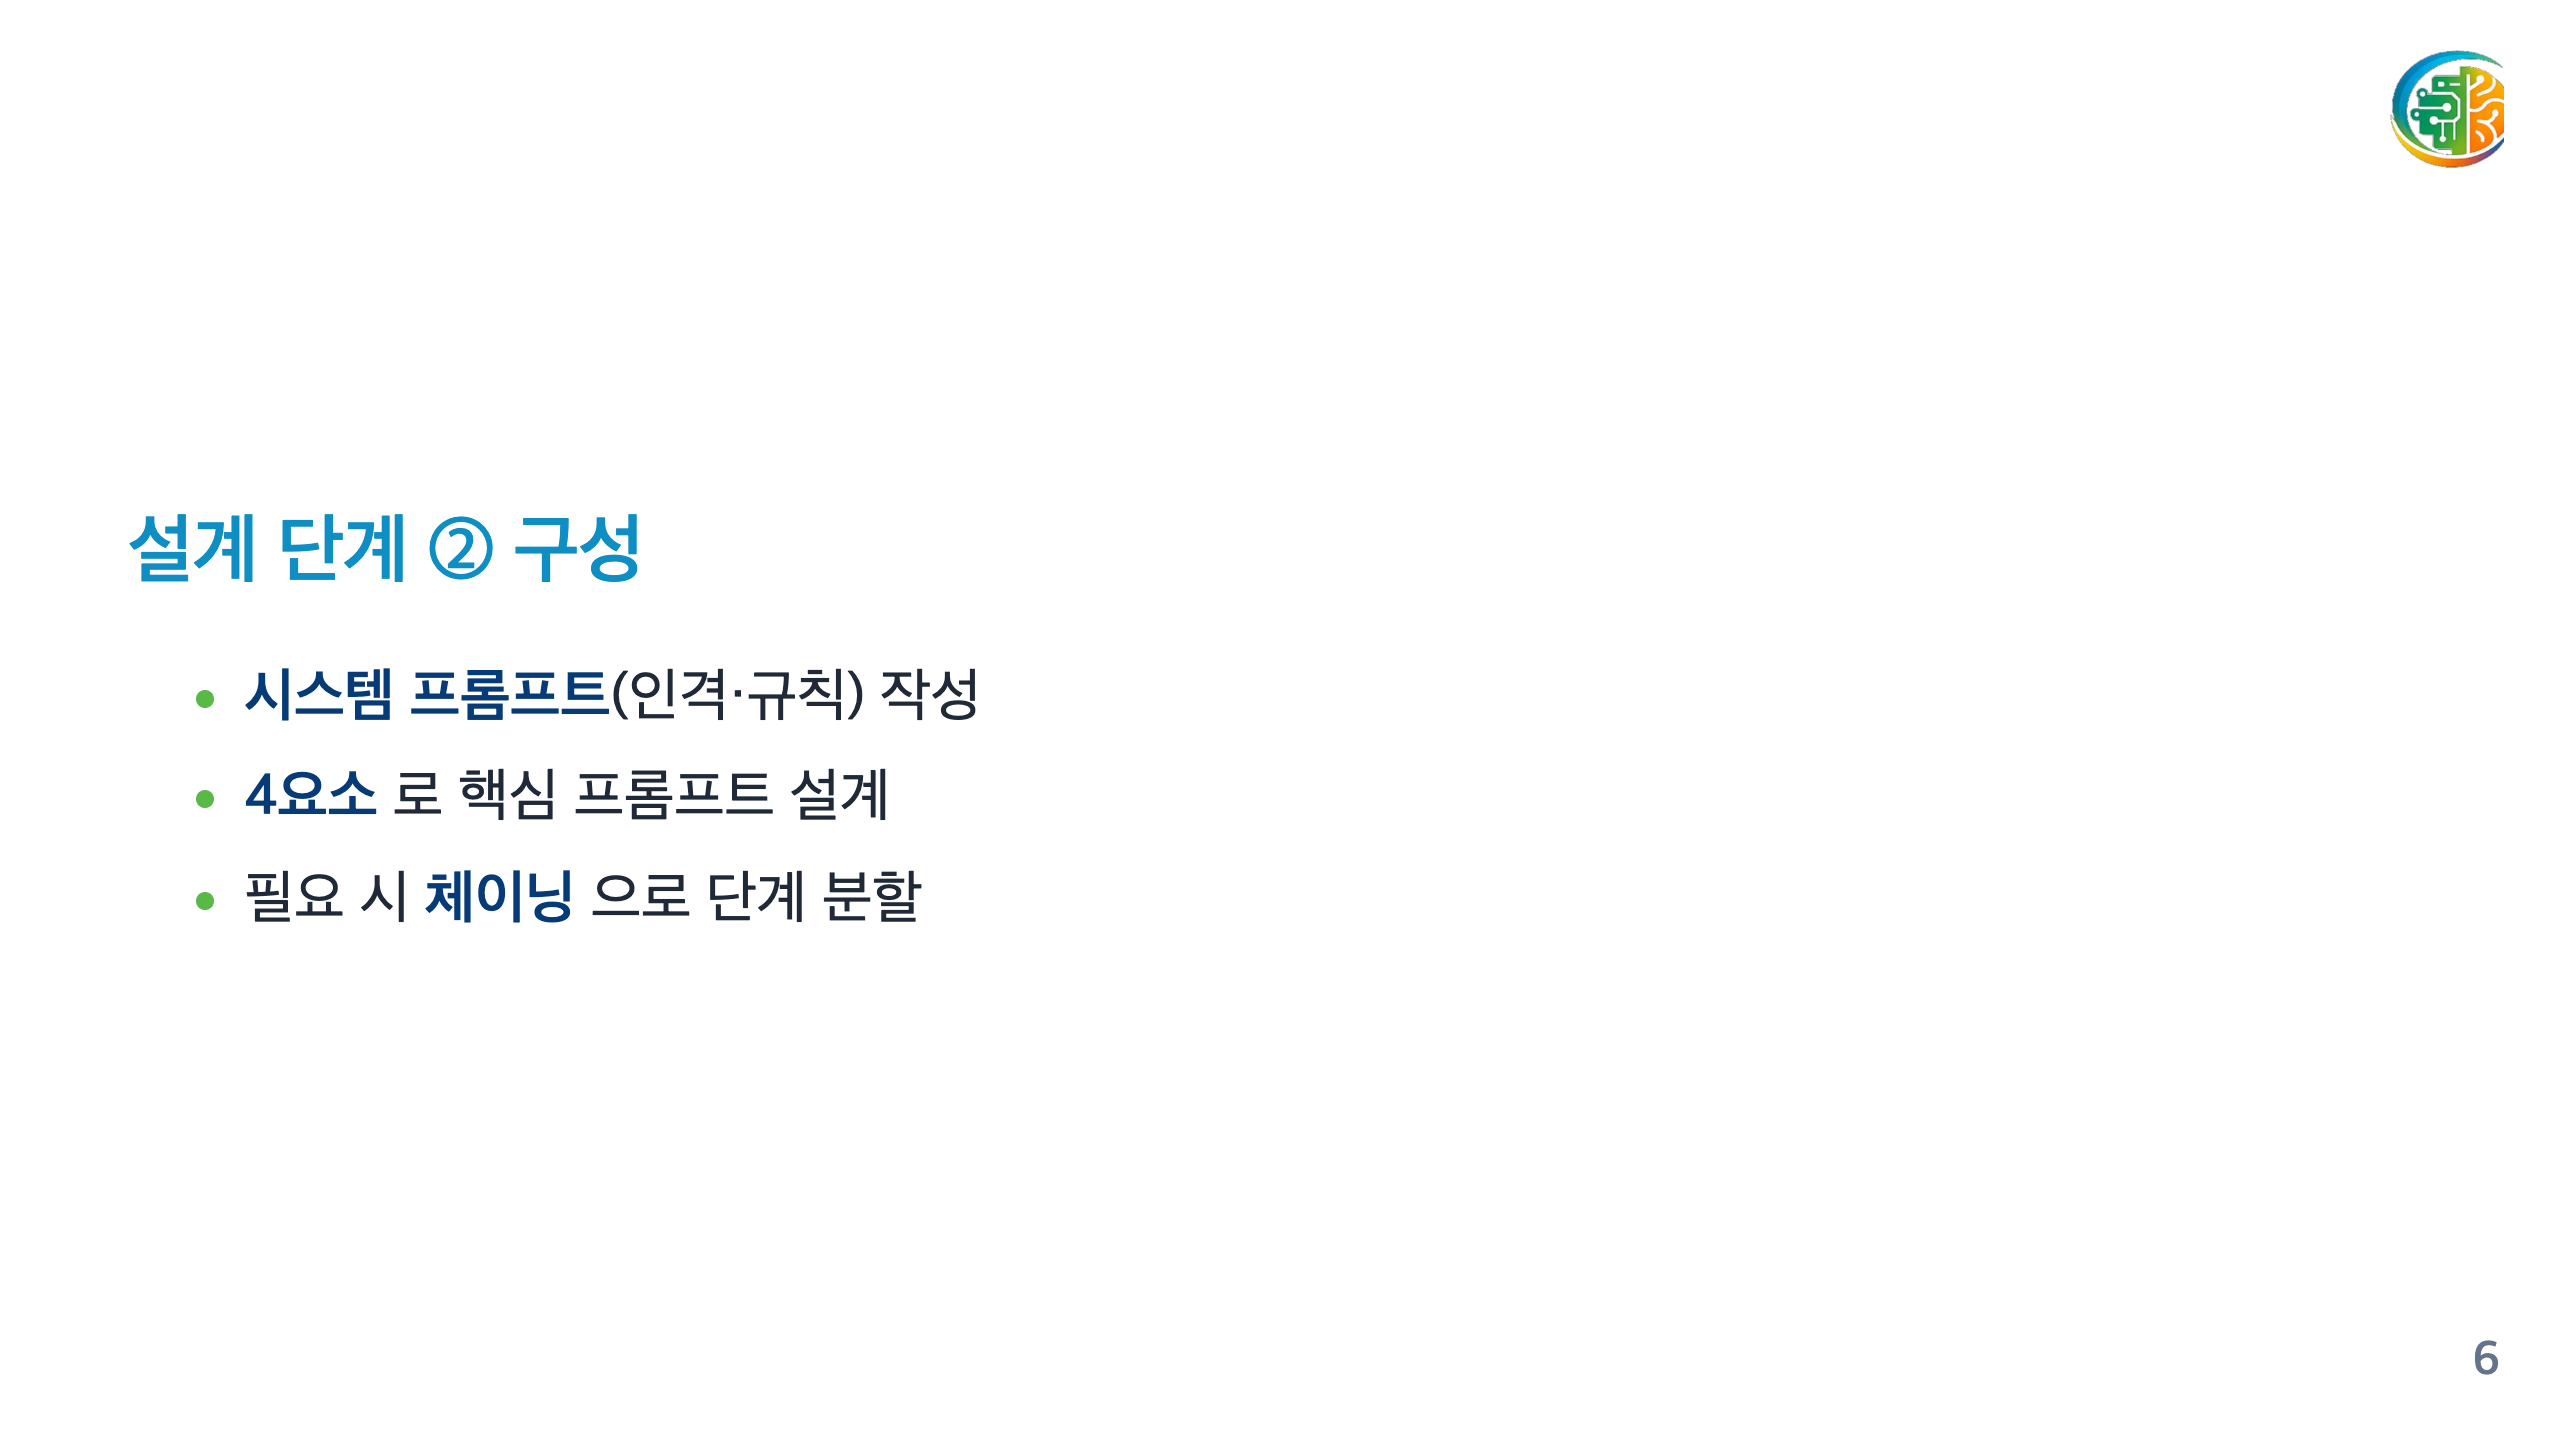 설계 단계 ② 구성
• 시스템 프롬프트(인격·규칙) 작성
• 4요소 로 핵심 프롬프트 설계
• 필요 시 체이닝 으로 단계 분할
6